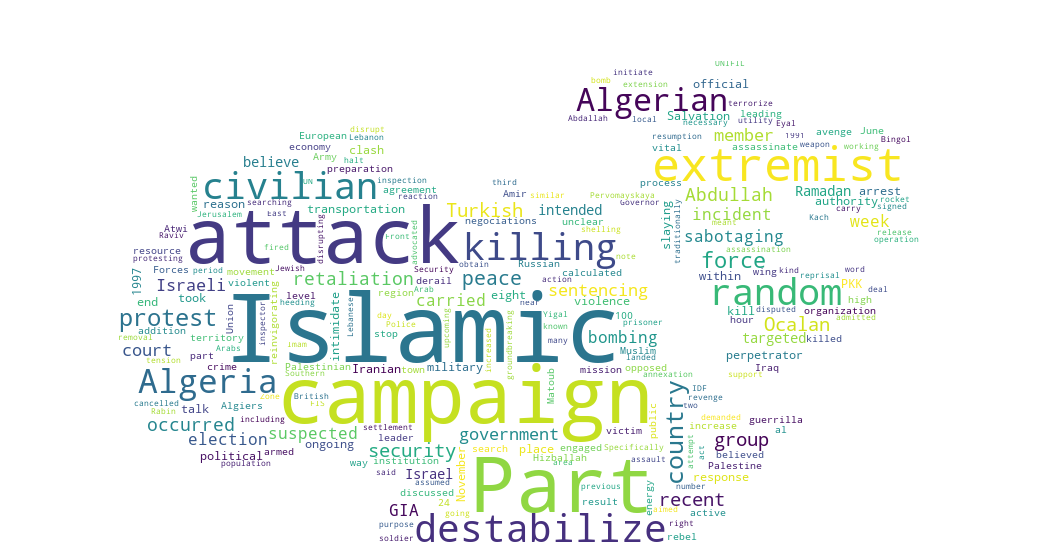 UNIFIL
initiate
bomb
extension
official
Algerian
terrorize
Abdallah
local
Salvation
leading
necessary
utility
Eyal
disrupt
European
Lebanon
economy
Army
clash
halt
believe
preparation
resumption
member
1991
avenge
June
weapon
Bingol
vital
assassinate
working
extremist
process
wanted
civilian
UN
inspection
agreement
reaction
third
Amir
similar
Pervomayskaya
Governor
Abdullah
Ramadan
arrest
authority
rocket
signed
carry
Kach
searching
Jerusalem
East
transportation
attack
Turkish
negotiations
intended
unclear
shelling
slaying
traditionally
incident
meant
week
release
operation
Atwi
Raviv
protesting
fired
disrupting
Front
advocated
killing
note
sabotaging
assassination
resource
Forces
period
Jewish
movement
violent
Security
derail
obtain
Russian
action
calculated
force
within
wing
kind
reprisal
word
deal
1997
Israeli
retaliation
peace
region
Arab
level
heeding
carried
eight
near
sentencing
violence
random
PKK
high
admitted
organization
disputed
kill
end
took
protest
addition
removal
Union
inspector
reinvigorating
Islamic
intimidate
Lebanese
day
Police
stop
upcoming
increased
groundbreaking
Yigal
known
many
100
prisoner
bombing
Muslim
landed
hour
Ocalan
targeted
killed
perpetrator
territory
Arabs
court
tension
part
crime
imam
Palestinian
Southern
Iranian
town
military
mission
opposed
annexation
support
Iraq
Algeria
cancelled
Rabin
talk
Algiers
zone
British
FIS
campaign
Matoub
public
country
IDF
revenge
two
demanded
increase
guerrilla
al
occurred
including
election
political
armed
population
suspected
ongoing
settlement
leader
security
government
victim
way
institution
search
place
engaged
Specifically
Hizballah
area
assault
attempt
act
group
believed
Palestine
response
said
assumed
Israel
discussed
November
24
going
Part
previous
result
energy
number
recent
aimed
active
GIA
purpose
soldier
destabilize
right
rebel